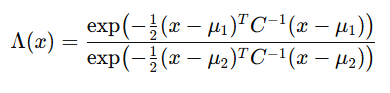 Λ(x) = exp(−½(x − μ₁)ᵀC⁻¹(x − μ₁)) / exp(−½(x − μ₂)ᵀC⁻¹(x − μ₂))